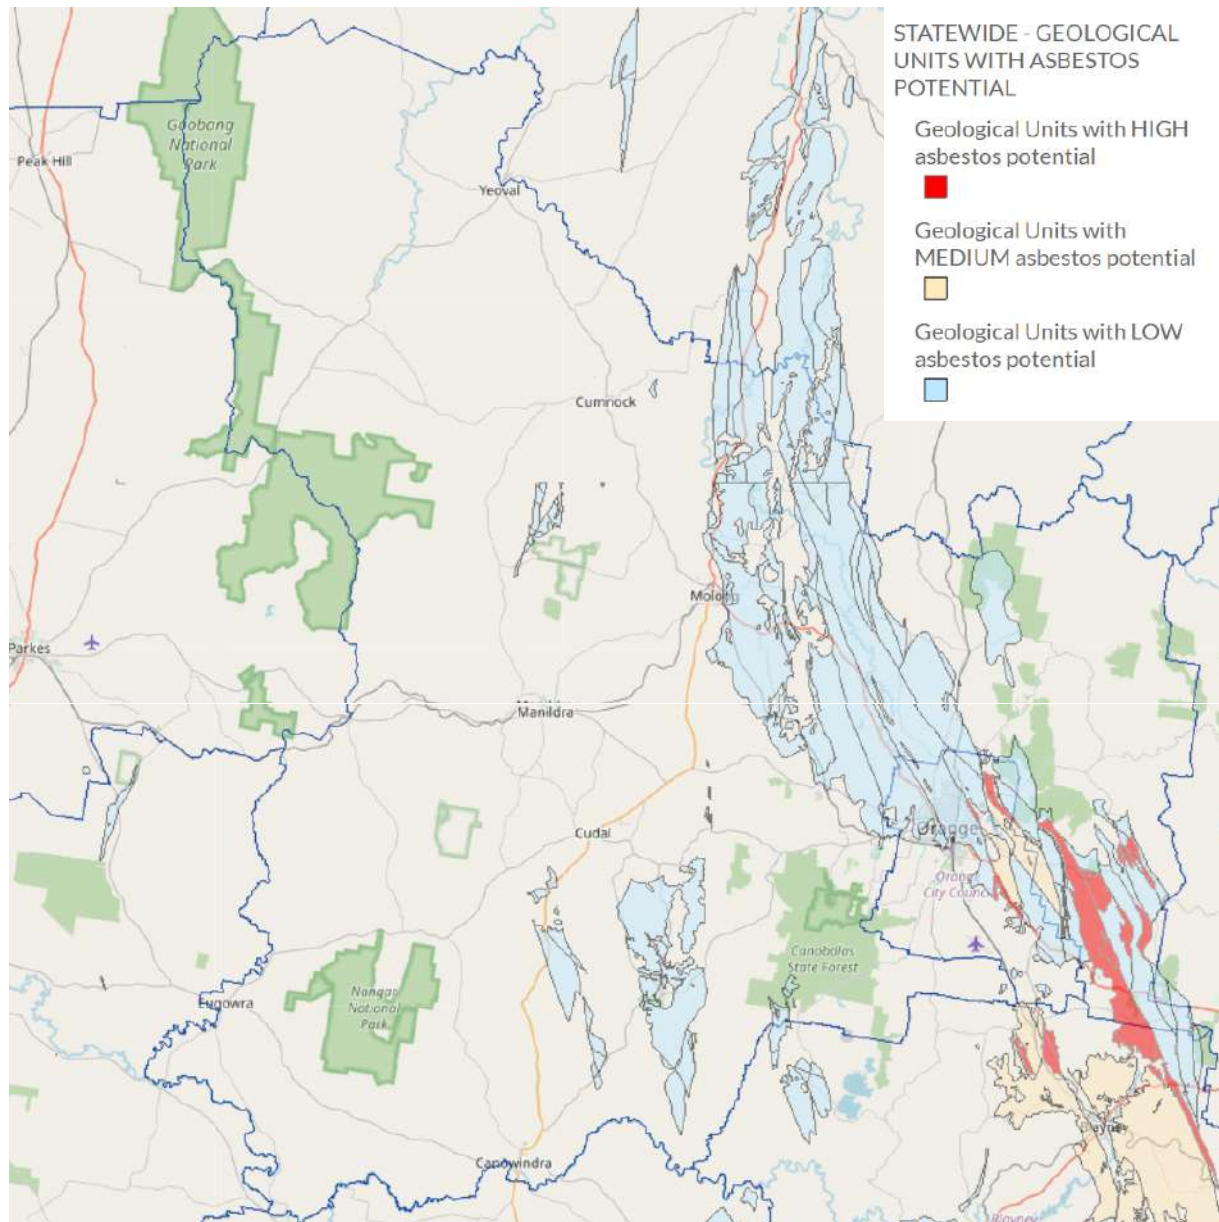 STATEWIDE - GEOLOGICAL
UNITS WITH ASBESTOS
POTENTIAL
Geological Units with HIGH
asbestos potential
Geological Units with
MEDIUM asbestos potential
Geological Units with LOW
asbestos potential
Goobang
National
Park
Peak Hill
Yeoval
Cumnock
Molong
Parkes
Manildra
Cudal
Orange
Orange
City Council
Canobolas
State Forest
Nangar
National
Park
Eugowra
Blayney
Canowindra
Blayney